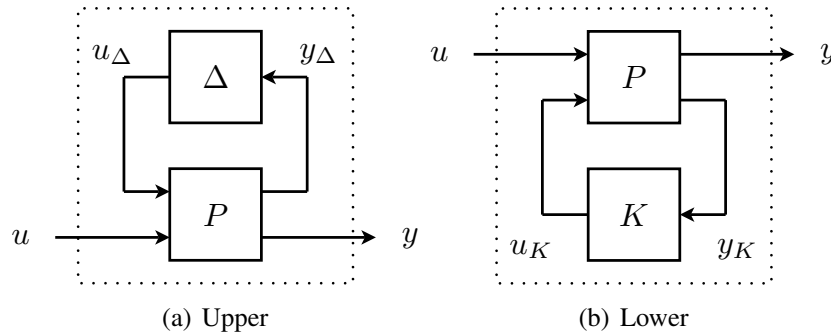 u_Δ Δ y_Δ
P
u y
(a) Upper
u P y
u_K K y_K
(b) Lower